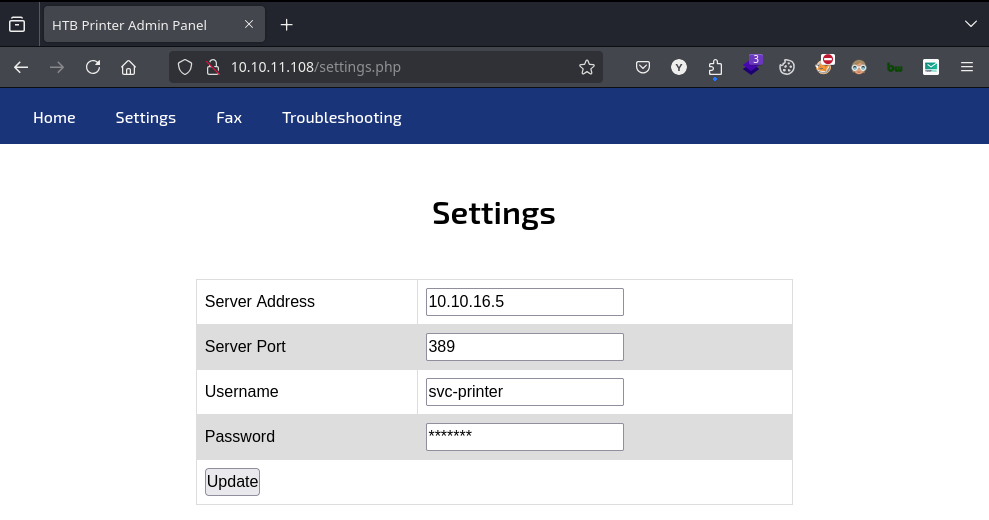 HTB Printer Admin Panel
10.10.11.108/settings.php
Y
3
bw
Home Settings Fax Troubleshooting
Settings
Server Address 10.10.16.5
Server Port 389
Username svc-printer
Password *******
Update